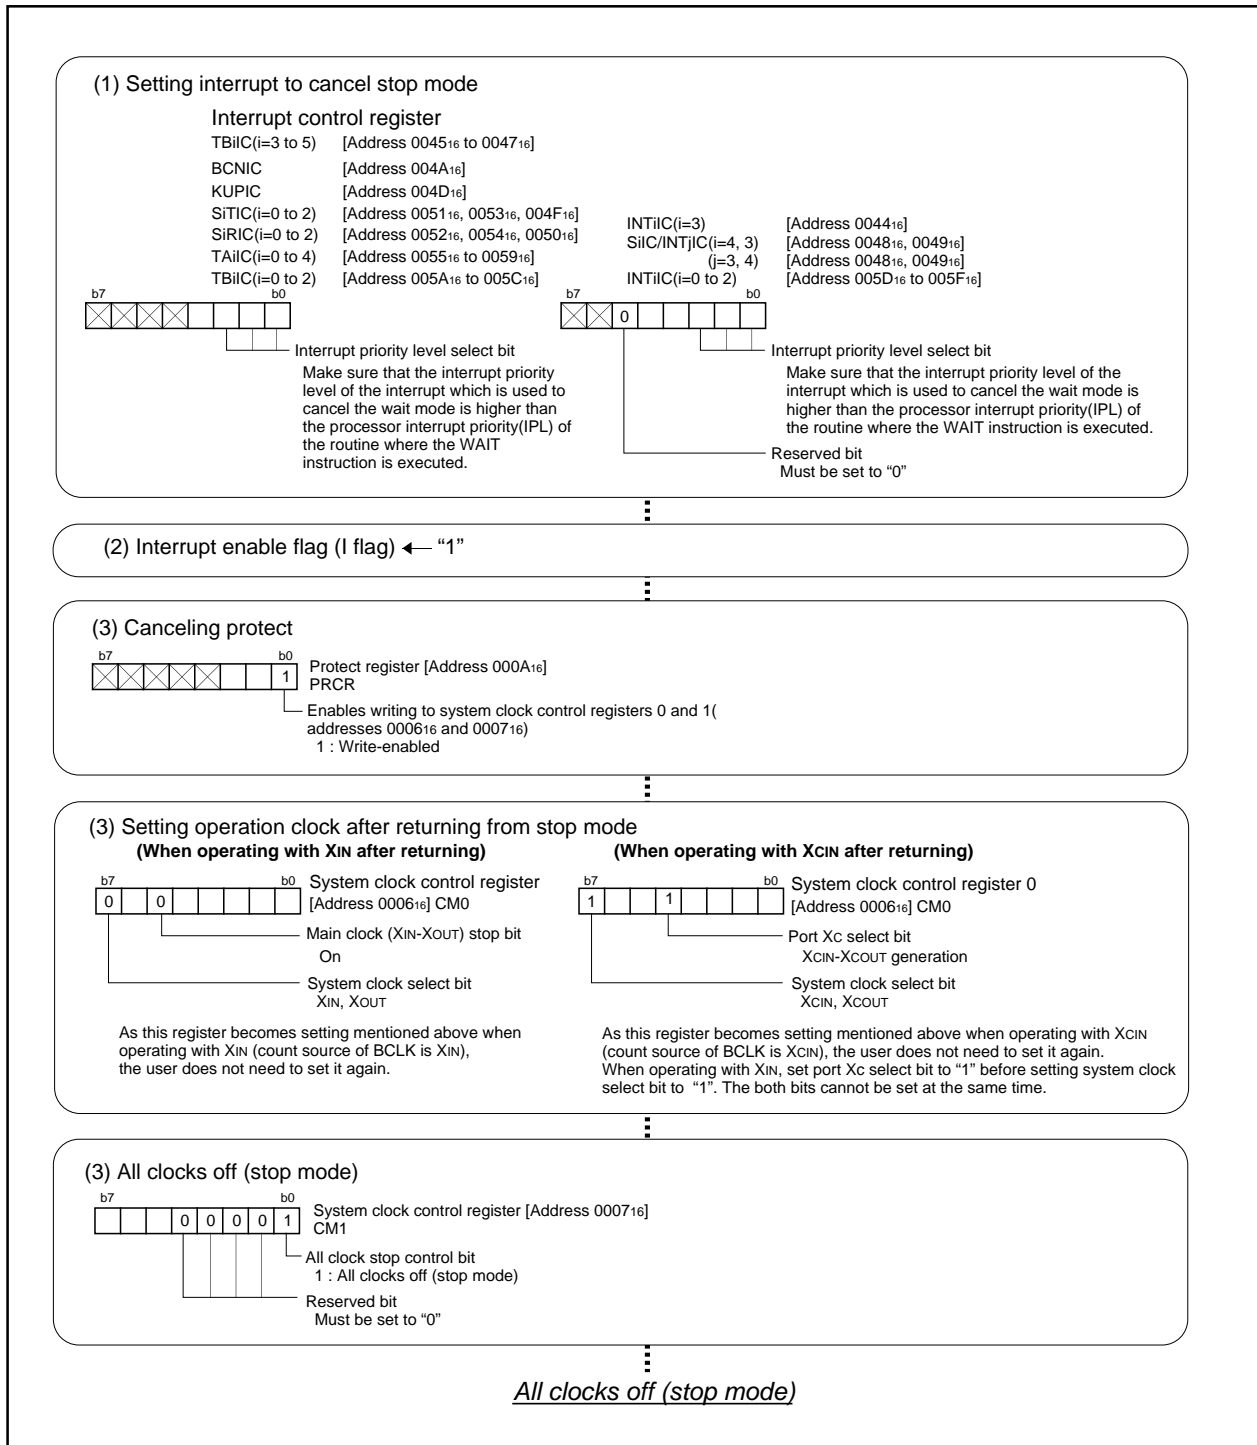 (1) Setting interrupt to cancel stop mode
Interrupt control register
TBiIC(i=3 to 5) [Address 004516 to 004716]
BCNIC [Address 004A16]
KUPIC [Address 004D16]
SiTIC(i=0 to 2) [Address 005116, 005316, 004F16]
SiRIC(i=0 to 2) [Address 005216, 005416, 005016]
TAiIC(i=0 to 4) [Address 005516 to 005916]
TBiIC(i=0 to 2) [Address 005A16 to 005C16]
b7 b0
Interrupt priority level select bit
Make sure that the interrupt priority
level of the interrupt which is used to
cancel the wait mode is higher than
the processor interrupt priority(IPL) of
the routine where the WAIT
instruction is executed.
INTiIC(i=3) [Address 004416]
SiIC/INTjIC(i=4, 3) [Address 004816, 004916]
(j=3, 4) [Address 004816, 004916]
INTiIC(i=0 to 2) [Address 005D16 to 005F16]
b7 b0
0
Interrupt priority level select bit
Make sure that the interrupt priority level of the
interrupt which is used to cancel the wait mode is
higher than the processor interrupt priority(IPL) of
the routine where the WAIT instruction is executed.
Reserved bit
Must be set to “0”
(2) Interrupt enable flag (I flag) ← “1”
(3) Canceling protect
b7 b0
1
Protect register [Address 000A16]
PRCR
Enables writing to system clock control registers 0 and 1(
addresses 000616 and 000716)
1 : Write-enabled
(3) Setting operation clock after returning from stop mode
(When operating with XIN after returning)
b7 b0
0 0
System clock control register
[Address 000616] CM0
Main clock (XIN-XOUT) stop bit
On
System clock select bit
XIN, XOUT
As this register becomes setting mentioned above when
operating with XIN (count source of BCLK is XIN),
the user does not need to set it again.
(When operating with XCIN after returning)
b7 b0
1 1
System clock control register 0
[Address 000616] CM0
Port XC select bit
XCIN-XCOUT generation
System clock select bit
XCIN, XCOUT
As this register becomes setting mentioned above when operating with XCIN
(count source of BCLK is XCIN), the user does not need to set it again.
When operating with XIN, set port Xc select bit to “1” before setting system clock
select bit to “1”. The both bits cannot be set at the same time.
(3) All clocks off (stop mode)
b7 b0
0 0 0 0 1
System clock control register [Address 000716]
CM1
All clock stop control bit
1 : All clocks off (stop mode)
Reserved bit
Must be set to “0”
All clocks off (stop mode)